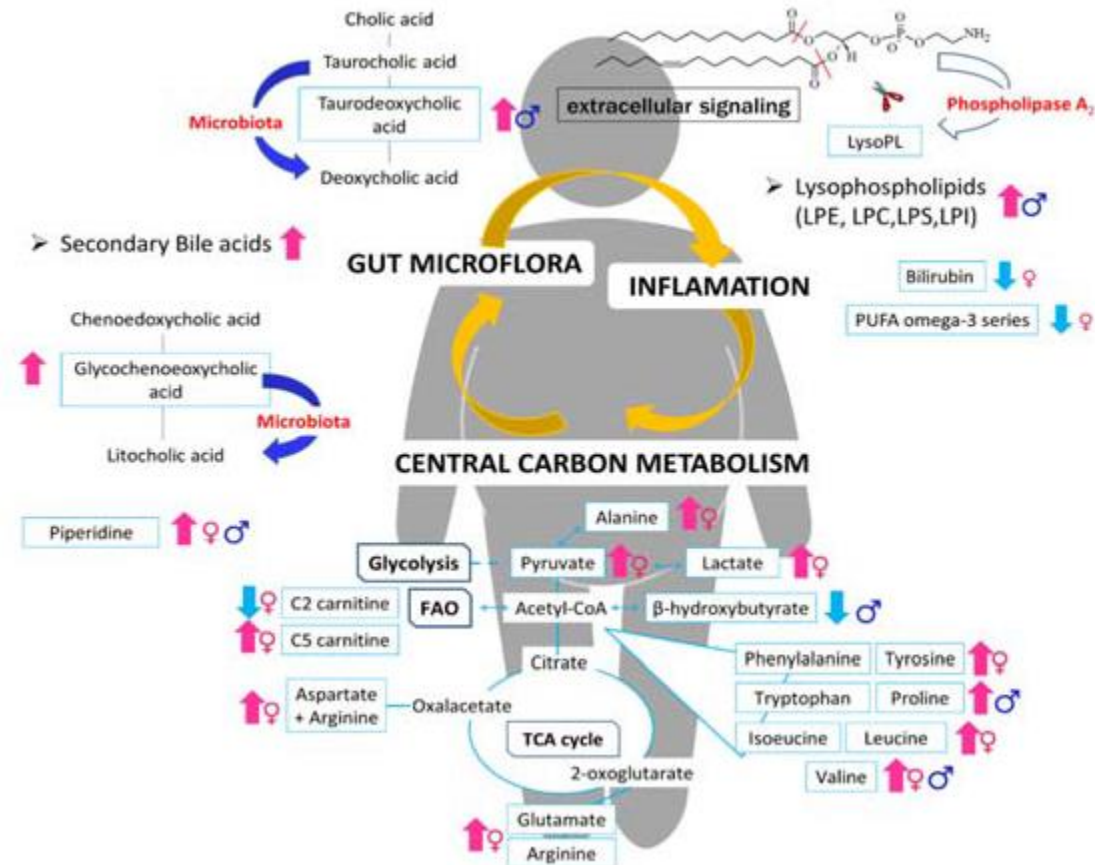 Cholic acid
Taurocholic acid
Taurodeoxycholic
acid
Microbiota
Deoxycholic acid
➤ Secondary Bile acids
Chenoedoxycholic acid
Glycochenoeoxycholic
acid
Microbiota
Litocholic acid
Piperidine
♀ ♂
♂
extracellular signaling
O
O
O
O
H
O
P
O
O
NH2
Phospholipase A2
LysoPL
➤ Lysophospholipids
(LPE, LPC,LPS,LPI)
♂
Bilirubin
♀
PUFA omega-3 series
♀
GUT MICROFLORA
INFLAMATION
CENTRAL CARBON METABOLISM
Alanine
♀
Glycolysis
Pyruvate
♀
Lactate
♀
♀
C2 carnitine
FAO
Acetyl-CoA
β-hydroxybutyrate
♂
♀
C5 carnitine
Citrate
Phenylalanine
Tyrosine
♀
♀
Aspartate
+ Arginine
Oxalacetate
Tryptophan
Proline
♂
TCA cycle
Isoeucine
Leucine
♀
2-oxoglutarate
Valine
♀ ♂
♀
Glutamate
Arginine